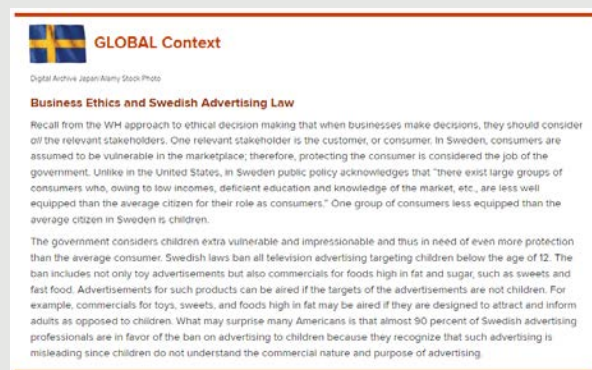 GLOBAL Context
Digital Archive Japan/Alamy Stock Photo
Business Ethics and Swedish Advertising Law
Recall from the WH approach to ethical decision making that when businesses make decisions, they should consider
all the relevant stakeholders. One relevant stakeholder is the customer, or consumer. In Sweden, consumers are
assumed to be vulnerable in the marketplace; therefore, protecting the consumer is considered the job of the
government. Unlike in the United States, in Sweden public policy acknowledges that "there exist large groups of
consumers who, owing to low incomes, deficient education and knowledge of the market, etc., are less well
equipped than the average citizen for their role as consumers." One group of consumers less equipped than the
average citizen in Sweden is children.
The government considers children extra vulnerable and impressionable and thus in need of even more protection
than the average consumer. Swedish laws ban all television advertising targeting children below the age of 12. The
ban includes not only toy advertisements but also commercials for foods high in fat and sugar, such as sweets and
fast food. Advertisements for such products can be aired if the targets of the advertisements are not children. For
example, commercials for toys, sweets, and foods high in fat may be aired if they are designed to attract and inform
adults as opposed to children. What may surprise many Americans is that almost 90 percent of Swedish advertising
professionals are in favor of the ban on advertising to children because they recognize that such advertising is
misleading since children do not understand the commercial nature and purpose of advertising.